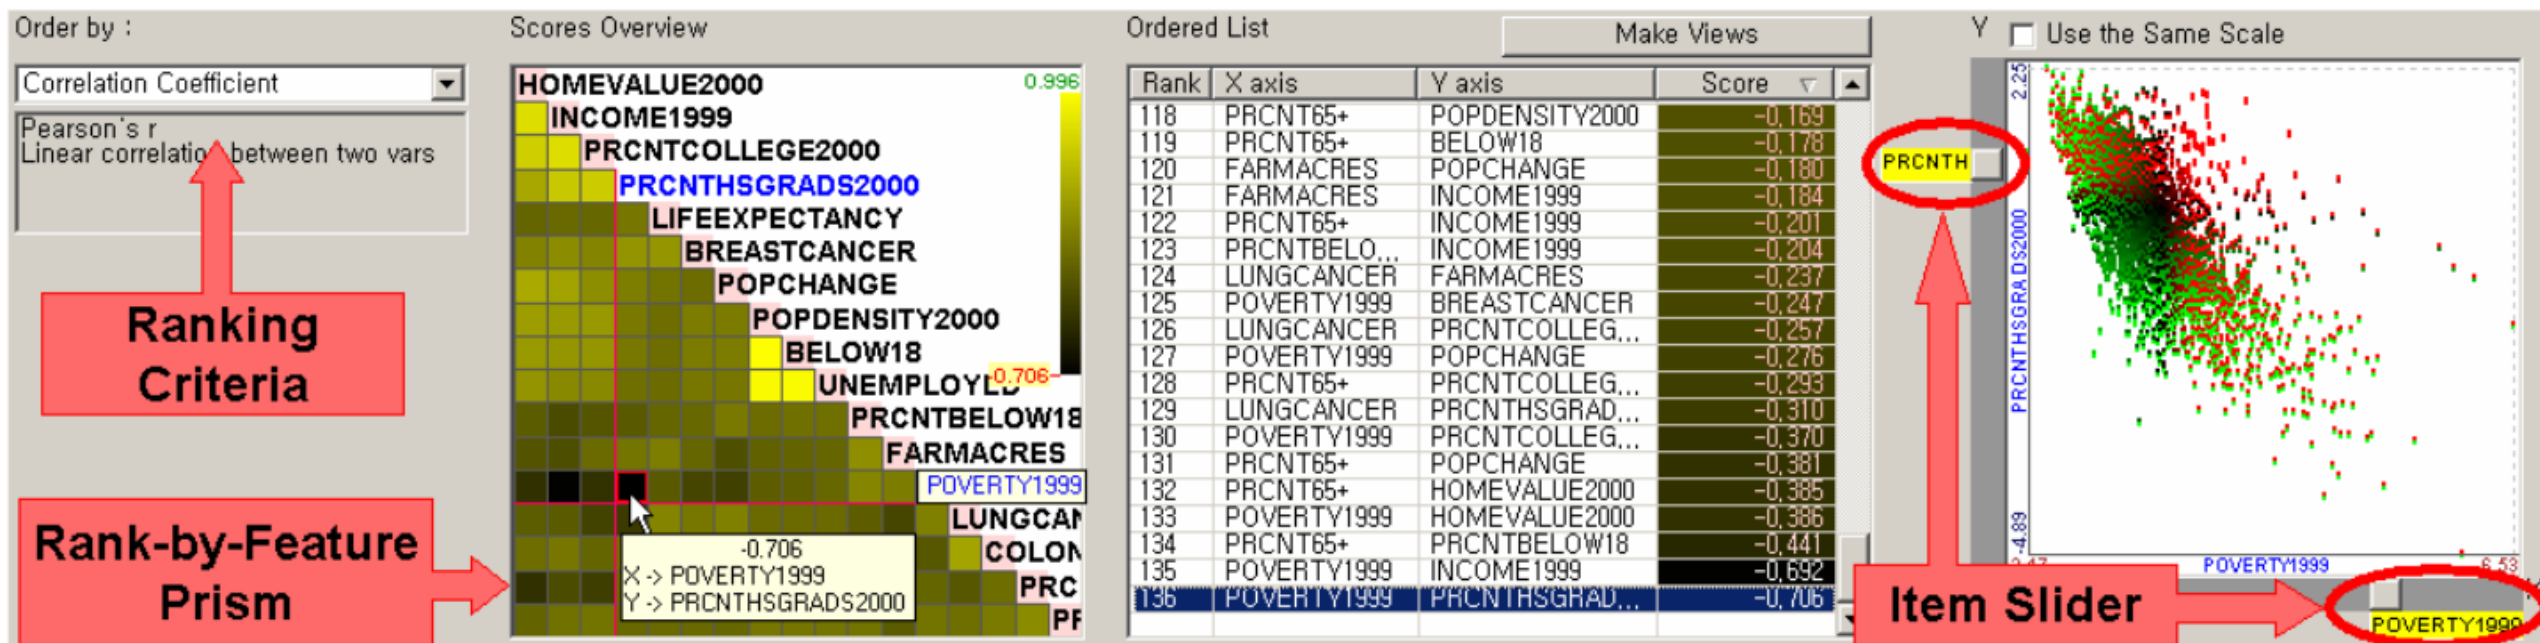 Order by :
Correlation Coefficient
Pearson's r
Linear correlation between two vars
Ranking
Criteria
Rank-by-Feature
Prism
Scores Overview
HOMEVALUE2000
0.996
INCOME1999
PRCNTCOLLEGE2000
PRCNTHSGRADS2000
LIFEEXPECTANCY
BREASTCANCER
POPCHANGE
POPDENSITY2000
BELOW18
UNEMPLOYED
-0.706
PRCNTBELOW18
FARMACRES
POVERTY1999
LUNGCAN
COLON
PRC
PF
-0.706
X -> POVERTY1999
Y -> PRCNTHSGRADS2000
Ordered List
Make Views
Rank X axis Y axis Score
118 PRCNT65+ POPDENSITY2000 -0,169
119 PRCNT65+ BELOW18 -0,178
120 FARMACRES POPCHANGE -0,180
121 FARMACRES INCOME1999 -0,184
122 PRCNT65+ INCOME1999 -0,201
123 PRCNTBELO... INCOME1999 -0,204
124 LUNGCANCER FARMACRES -0,237
125 POVERTY1999 BREASTCANCER -0,247
126 LUNGCANCER PRCNTCOLLEG... -0,257
127 POVERTY1999 POPCHANGE -0,276
128 PRCNT65+ PRCNTCOLLEG... -0,293
129 LUNGCANCER PRCNTHSGRAD... -0,310
130 POVERTY1999 PRCNTCOLLEG... -0,370
131 PRCNT65+ POPCHANGE -0,381
132 PRCNT65+ HOMEVALUE2000 -0,385
133 POVERTY1999 HOMEVALUE2000 -0,386
134 PRCNT65+ PRCNTBELOW18 -0,441
135 POVERTY1999 INCOME1999 -0,692
136 POVERTY1999 PRCNTHSGRAD... -0,706
Y
Use the Same Scale
2.25
PRCNTH
PRCNTHSGRADS2000
-4.89
POVERTY1999
6.53
Item Slider
POVERTY1999